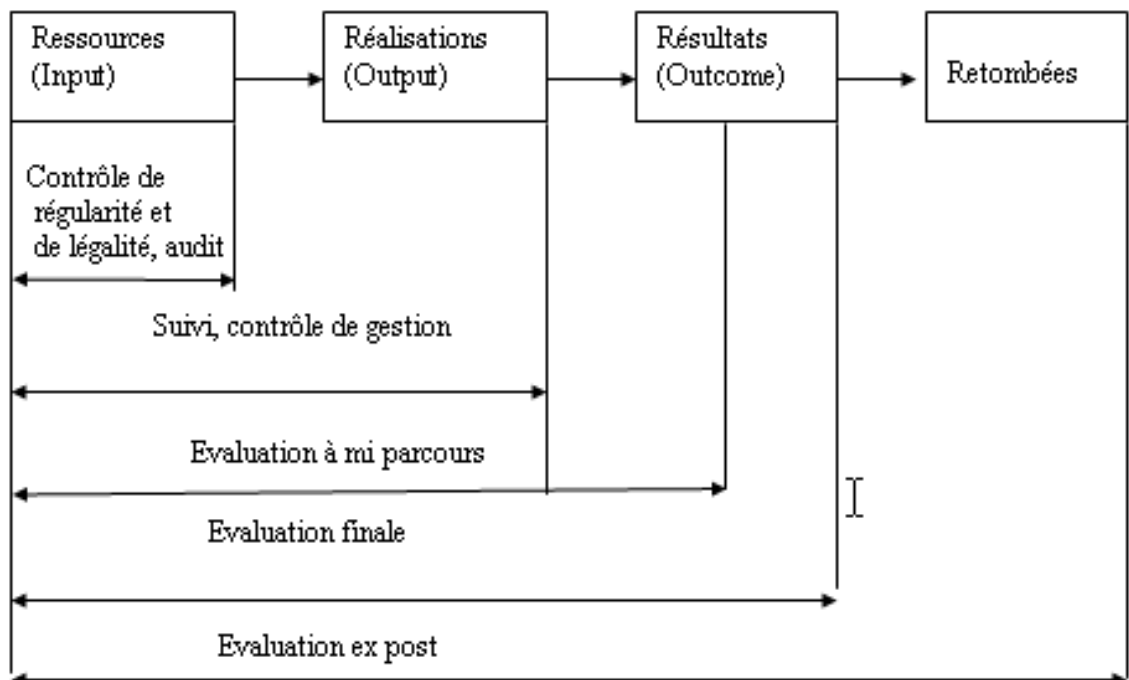 Ressources
(Input)
Réalisations
(Output)
Résultats
(Outcome)
Retombées
Contrôle de
régularité et
de légalité, audit
Suivi, contrôle de gestion
Evaluation à mi parcours
Evaluation finale
Evaluation ex post